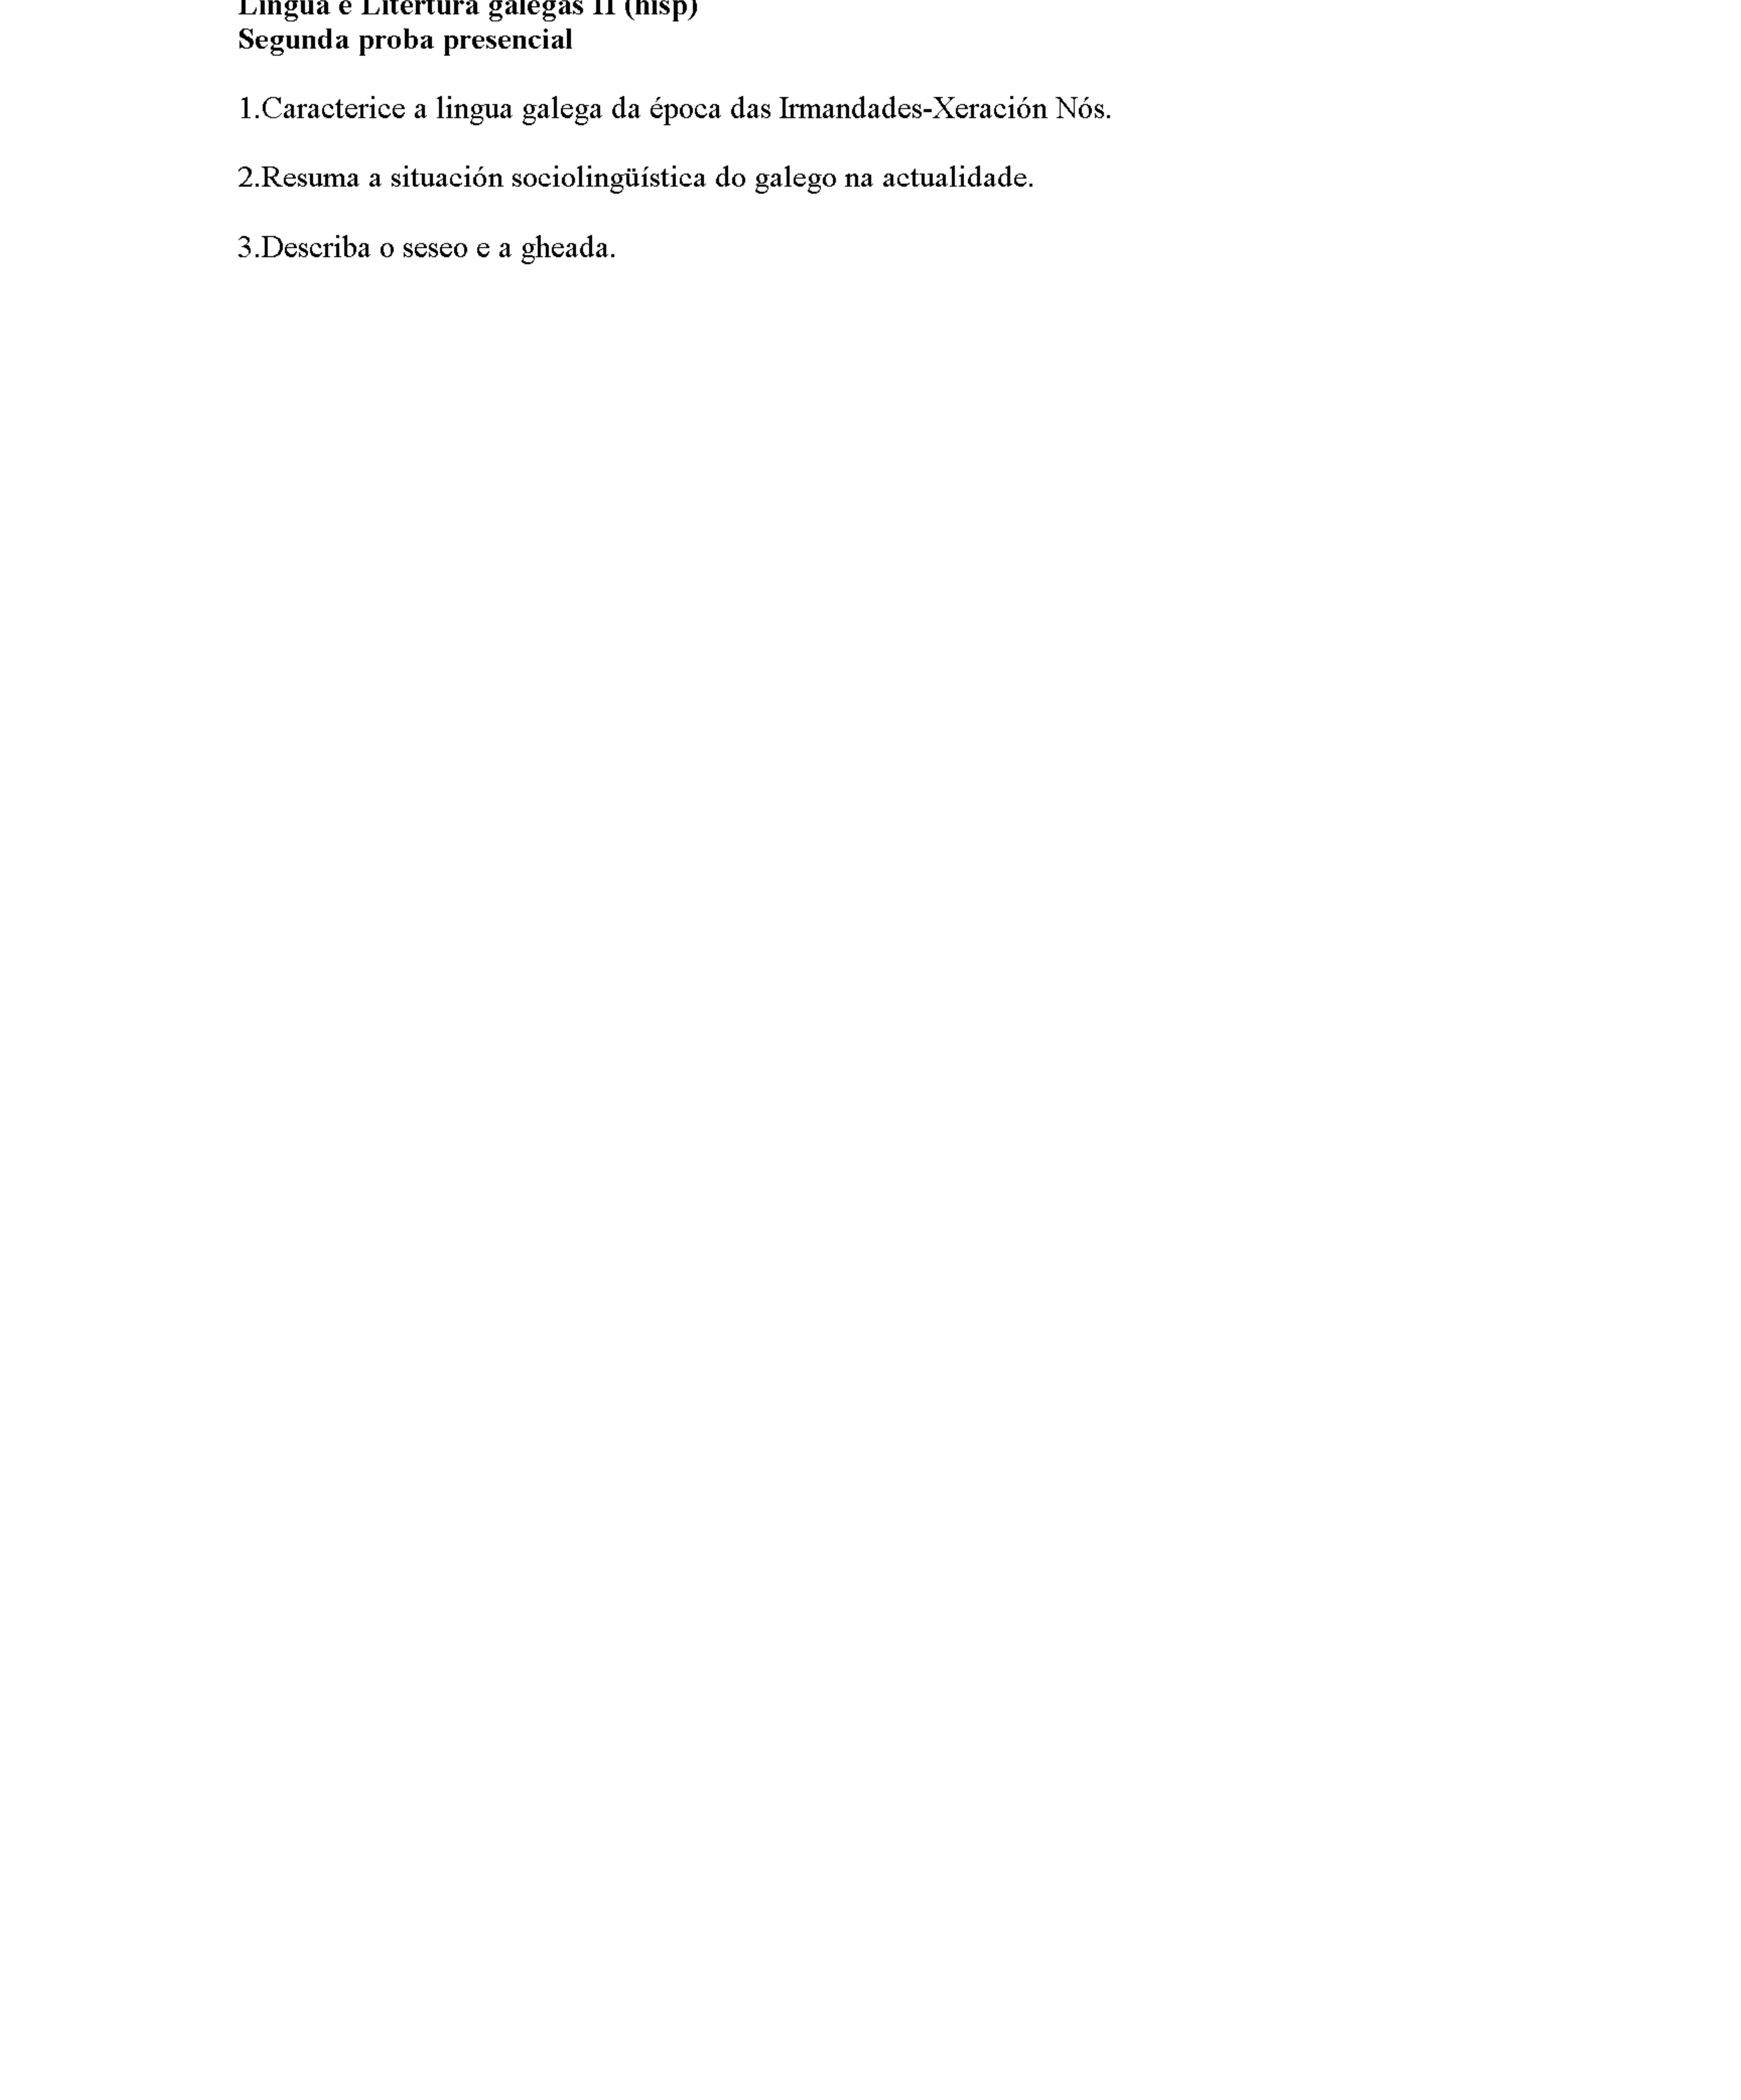 Lingua e Litertura galegas II (hisp)
Segunda proba presencial
1.Caracterice a lingua galega da época das Irmandades-Xeración Nós.
2.Resuma a situación sociolingüística do galego na actualidade.
3.Describa o seseo e a gheada.